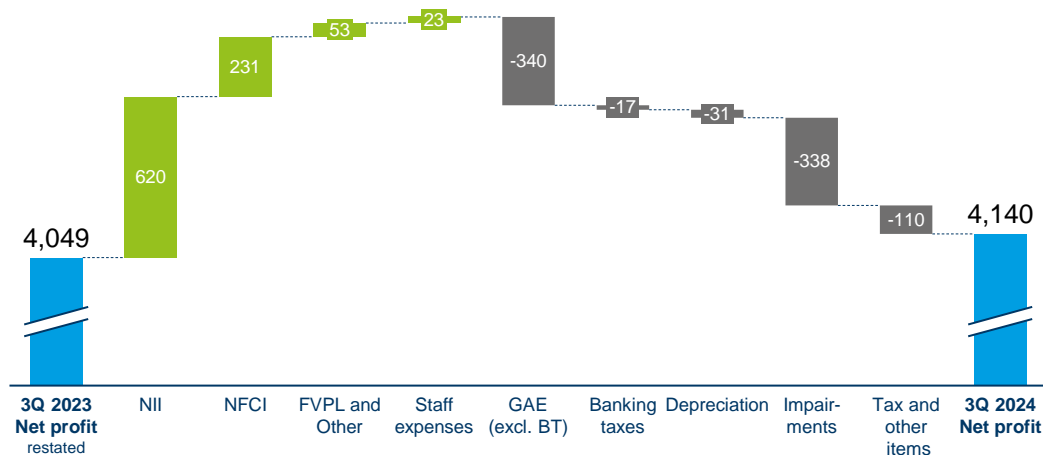 53
23
231
-340
-17
-31
620
-338
4,049
-110
4,140
3Q 2023
Net profit
restated
NII
NFCI
FVPL and
Other
Staff
expenses
GAE
(excl. BT)
Banking
taxes
Depreciation
Impair-
ments
Tax and
other
items
3Q 2024
Net profit